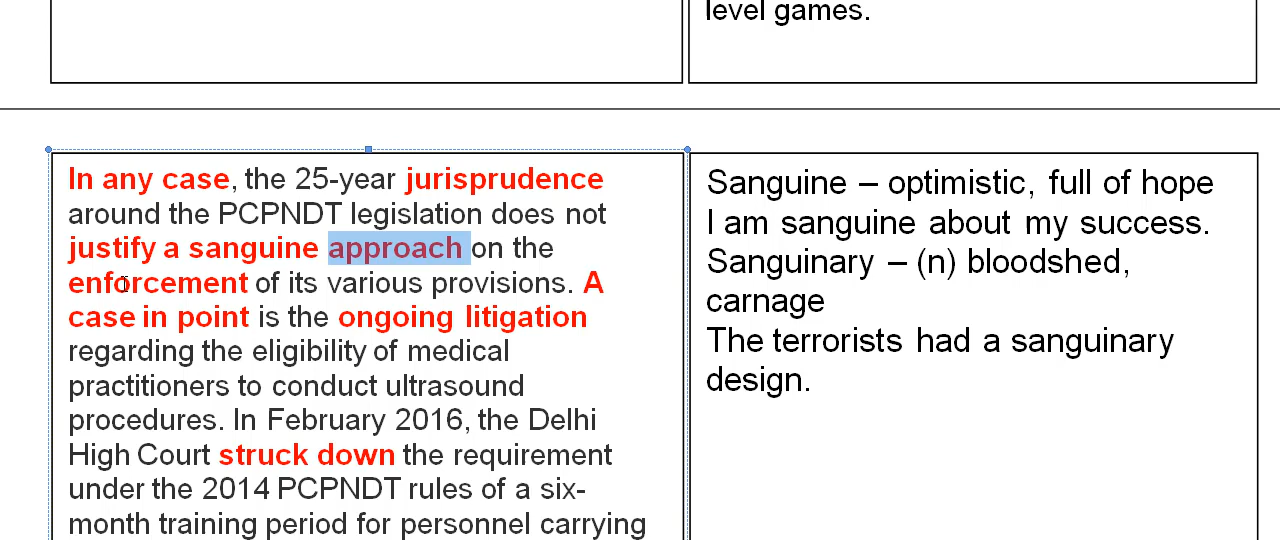 level games.
In any case, the 25-year jurisprudence
around the PCPNDT legislation does not
justify a sanguine approach on the
enforcement of its various provisions. A
case in point is the ongoing litigation
regarding the eligibility of medical
practitioners to conduct ultrasound
procedures. In February 2016, the Delhi
High Court struck down the requirement
under the 2014 PCPNDT rules of a six-
month training period for personnel carrying
Sanguine – optimistic, full of hope
I am sanguine about my success.
Sanguinary – (n) bloodshed,
carnage
The terrorists had a sanguinary
design.